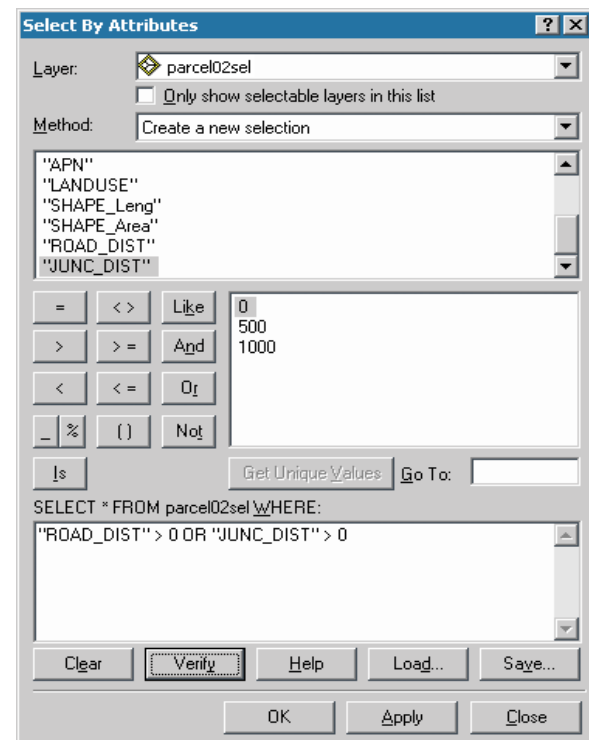 Select By Attributes
Layer: parcel02sel
Only show selectable layers in this list
Method: Create a new selection
"APN"
"LANDUSE"
"SHAPE_Leng"
"SHAPE_Area"
"ROAD_DIST"
"JUNC_DIST"
= <> Like
> >= And
< <= Or
_ % () Not
Is
0
500
1000
Get Unique Values Go To:
SELECT * FROM parcel02sel WHERE:
"ROAD_DIST" > 0 OR "JUNC_DIST" > 0
Clear Verify Help Load... Save...
OK Apply Close